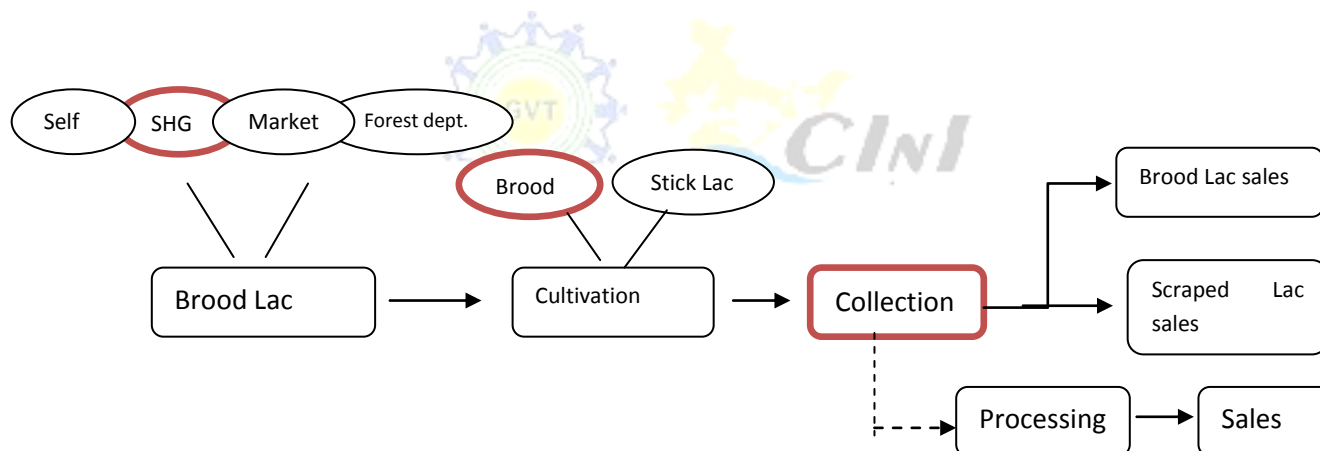 GVT
CInI
Self
SHG
Market
Forest dept.
Brood
Stick Lac
Brood Lac sales
Brood Lac
Cultivation
Collection
Scraped Lac
sales
Processing
Sales